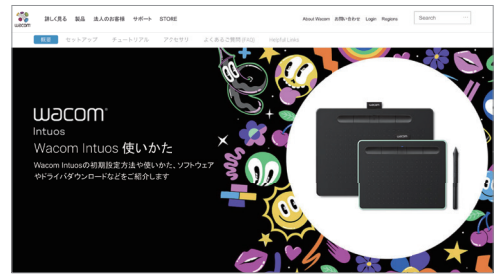 wacom
詳しく見る 製品 法人のお客様 サポート STORE
About Wacom お問い合わせ Login Regions
Search
概要 セットアップ チュートリアル アクセサリ よくあるご質問(FAQ) Helpful Links
wacom
Intuos
Wacom Intuos 使いかた
Wacom Intuosの初期設定方法や使いかた、ソフトウェア
やドライバダウンロードなどをご紹介します
wacom
wacom